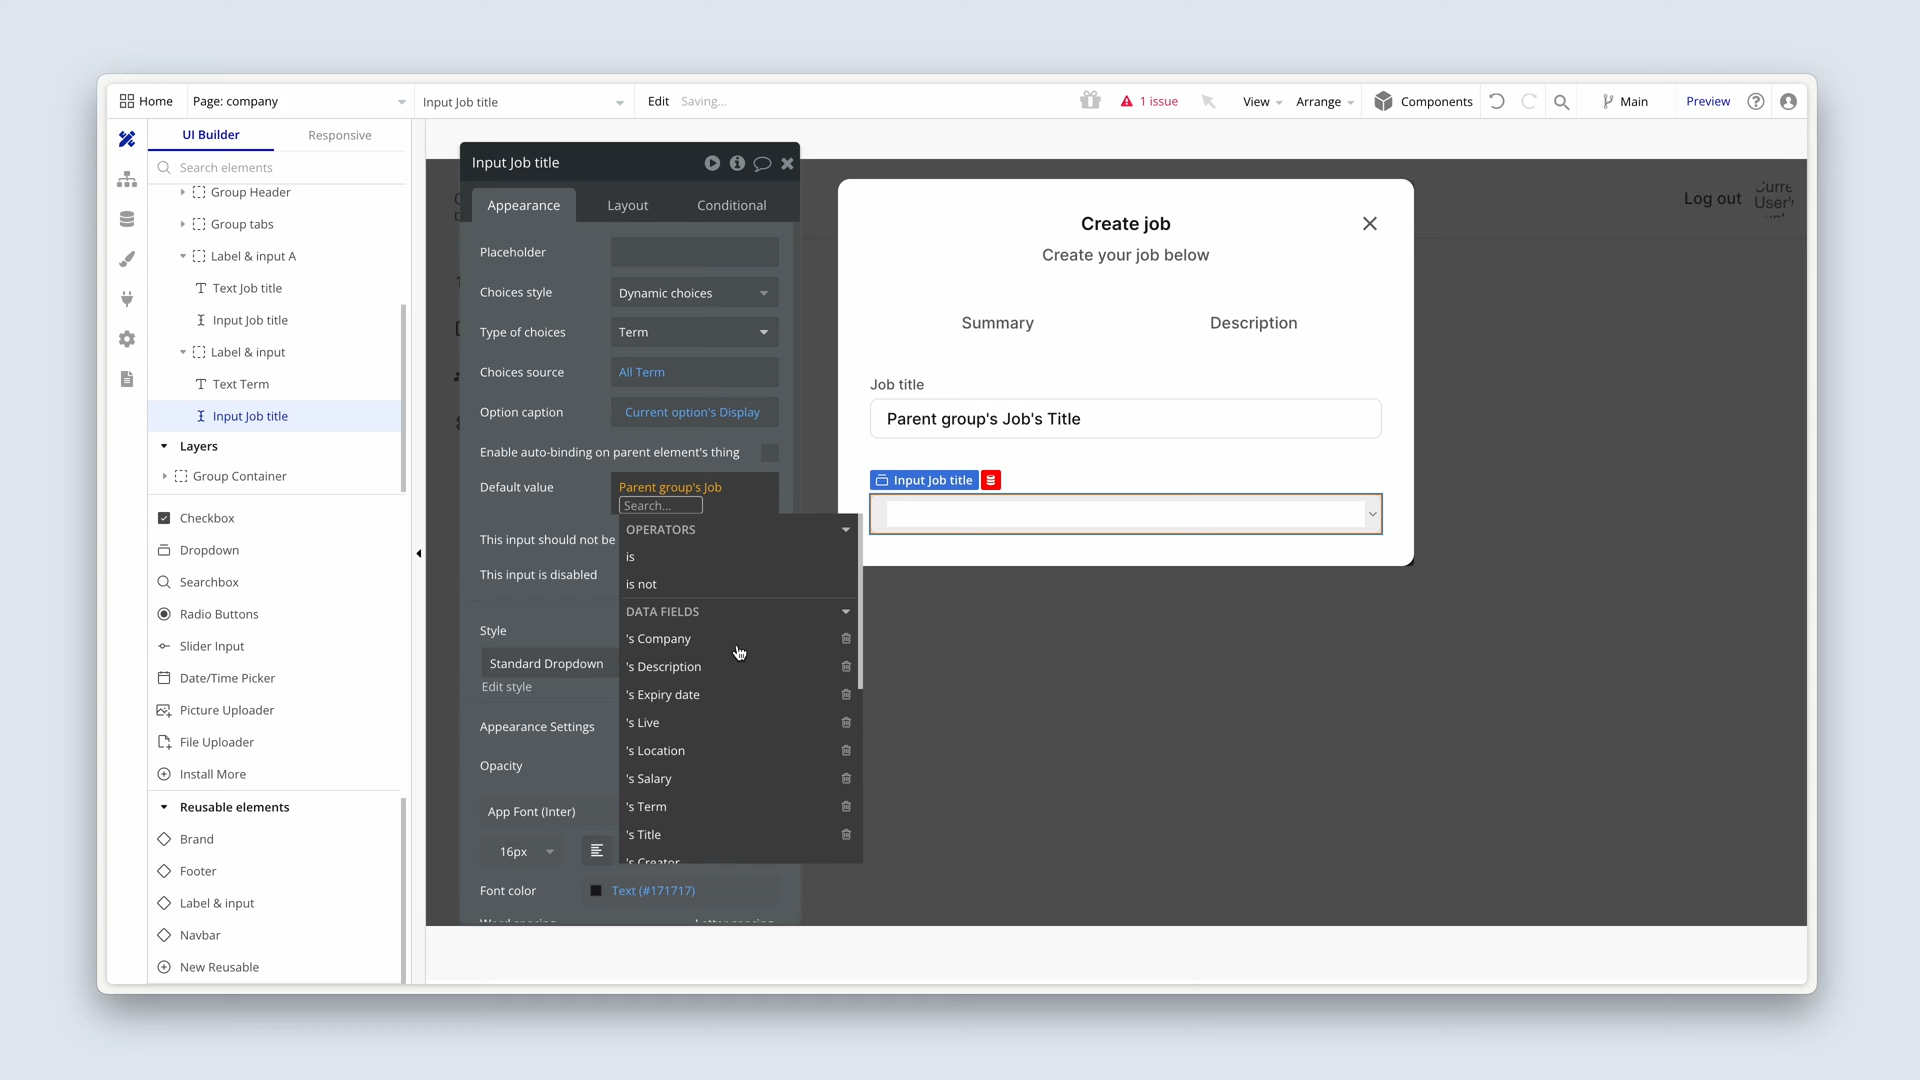 Home
Page: company
Input Job title
Edit
Saving...
1 issue
View
Arrange
Components
Main
Preview
UI Builder
Responsive
Search elements
Group Header
Group tabs
Label & input A
Text Job title
Input Job title
Label & input
Text Term
Input Job title
Layers
Group Container
Checkbox
Dropdown
Searchbox
Radio Buttons
Slider Input
Date/Time Picker
Picture Uploader
File Uploader
Install More
Reusable elements
Brand
Footer
Label & input
Navbar
New Reusable
Input Job title
Appearance
Layout
Conditional
Placeholder
Choices style
Dynamic choices
Type of choices
Term
Choices source
All Term
Option caption
Current option's Display
Enable auto-binding on parent element's thing
Default value
Parent group's Job
Search...
This input should not be
This input is disabled
OPERATORS
is
is not
DATA FIELDS
's Company
's Description
's Expiry date
's Live
's Location
's Salary
's Term
's Title
's Creator
Style
Standard Dropdown
Edit style
Appearance Settings
Opacity
App Font (Inter)
16px
Font color
Text (#171717)
Word spacing
Letter spacing
Create job
Create your job below
Summary
Description
Job title
Parent group's Job's Title
Input Job title
Log out
Curre
User's